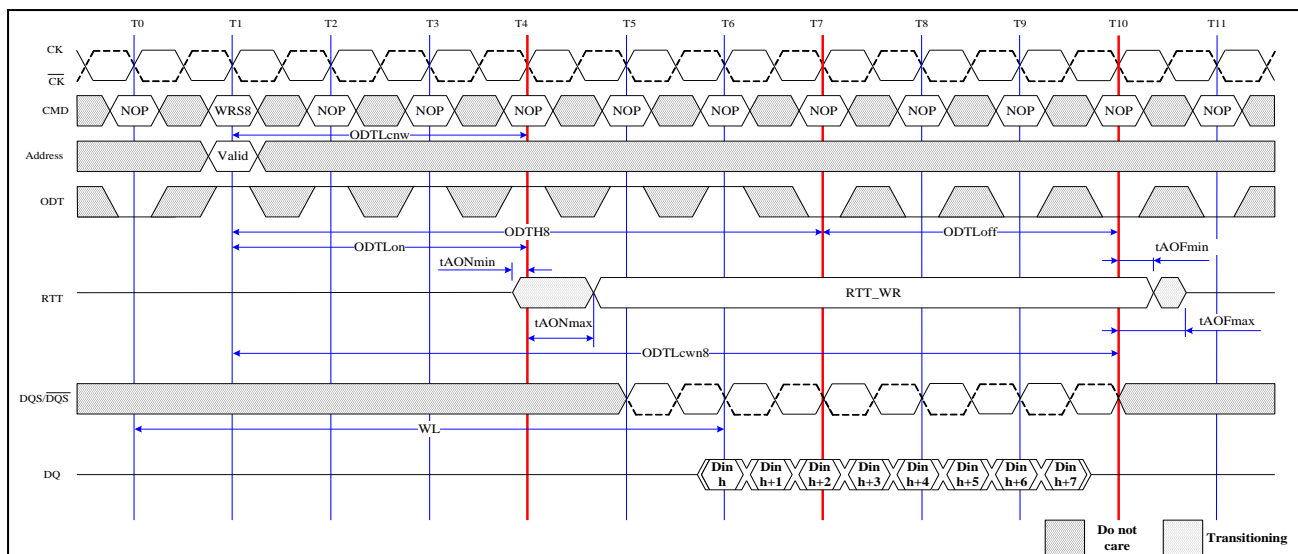 T0 T1 T2 T3 T4 T5 T6 T7 T8 T9 T10 T11
CK
CK
CMD NOP WRS8 NOP NOP NOP NOP NOP NOP NOP NOP NOP NOP
ODTLcnw
Address Valid
ODT
ODTH8 ODTLoff
ODTLon
tAONmin tAOFmin
RTT RTT_WR
tAONmax tAOFmax
ODTLcwn8
DQS/DQS
WL
DQ Din h Din h+1 Din h+2 Din h+3 Din h+4 Din h+5 Din h+6 Din h+7
Do not care Transitioning